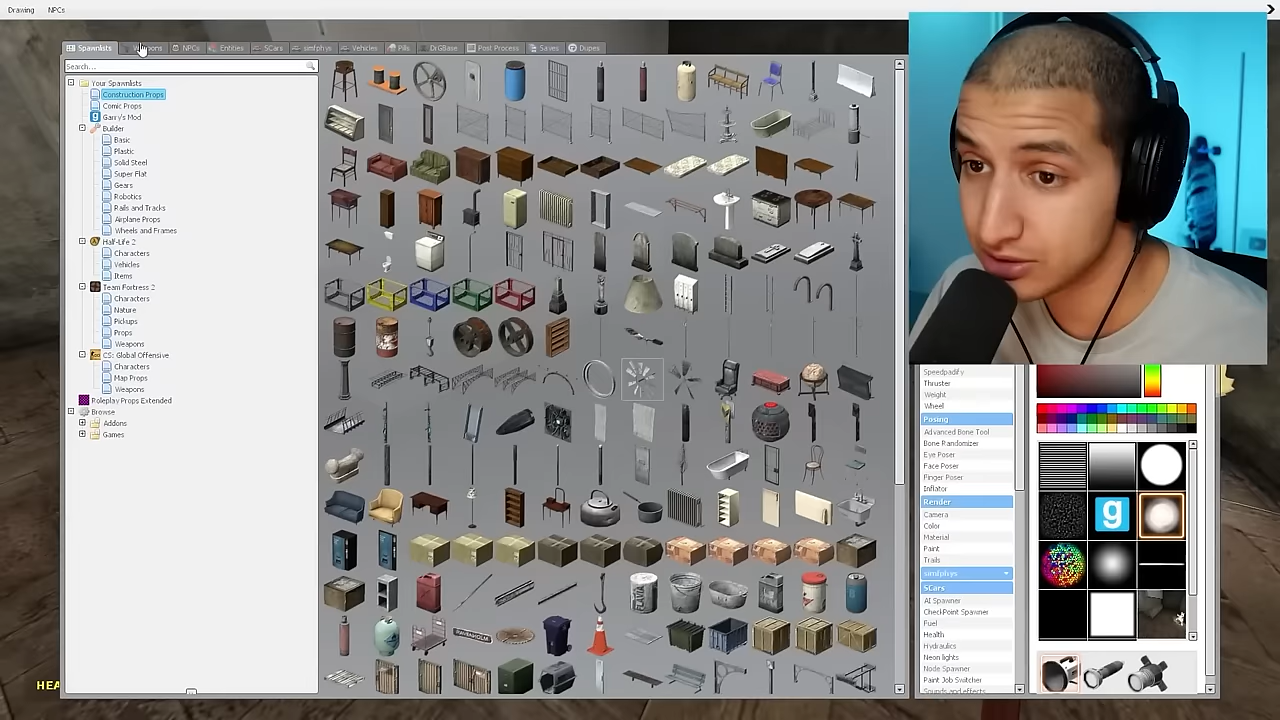 Drawing NPCs
Spawnlists Weapons NPCs Entities SCars simfphys Vehicles Pills DrGBase Post Process Saves Dupes
Search...
Your Spawnlists
Construction Props
Comic Props
Garry's Mod
Builder
Basic
Plastic
Solid Steel
Super Flat
Gears
Robotics
Rails and Tracks
Airplane Props
Wheels and Frames
Half-Life 2
Characters
Vehicles
Items
Team Fortress 2
Characters
Nature
Pickups
Props
Weapons
CS: Global Offensive
Characters
Map Props
Weapons
Roleplay Props Extended
Browse
Addons
Games
RAVENHOLM
HEA
Speedpadify
Thruster
Weight
Wheel
Posing
Advanced Bone Tool
Bone Randomizer
Eye Poser
Face Poser
Finger Poser
Inflator
Render
Camera
Color
Material
Paint
Trails
simfphys
SCars
AI Spawner
CheckPoint Spawner
Fuel
Health
Hydraulics
Neon lights
Node Spawner
Paint Job Switcher
Sounds and effects
g